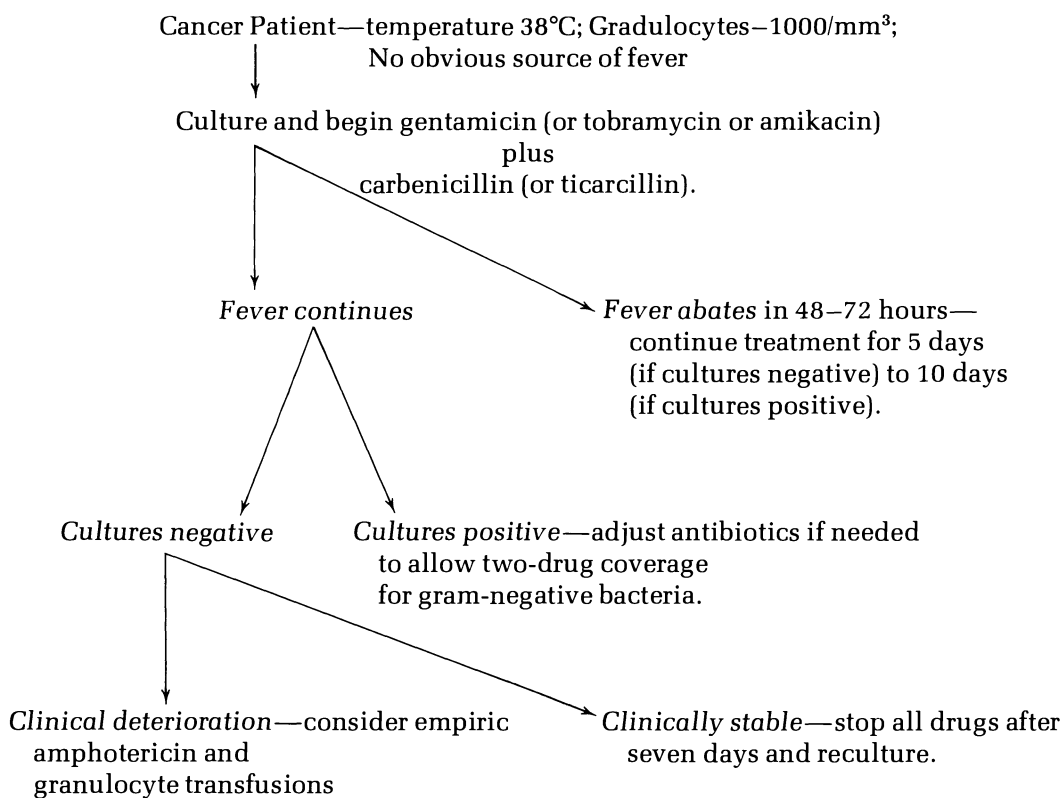 Cancer Patient—temperature 38°C; Gradulocytes–1000/mm³;
No obvious source of fever
Culture and begin gentamicin (or tobramycin or amikacin)
plus
carbenicillin (or ticarcillin).
Fever continues
Fever abates in 48–72 hours—
continue treatment for 5 days
(if cultures negative) to 10 days
(if cultures positive).
Cultures negative
Cultures positive—adjust antibiotics if needed
to allow two-drug coverage
for gram-negative bacteria.
Clinical deterioration—consider empiric
amphotericin and
granulocyte transfusions
Clinically stable—stop all drugs after
seven days and reculture.